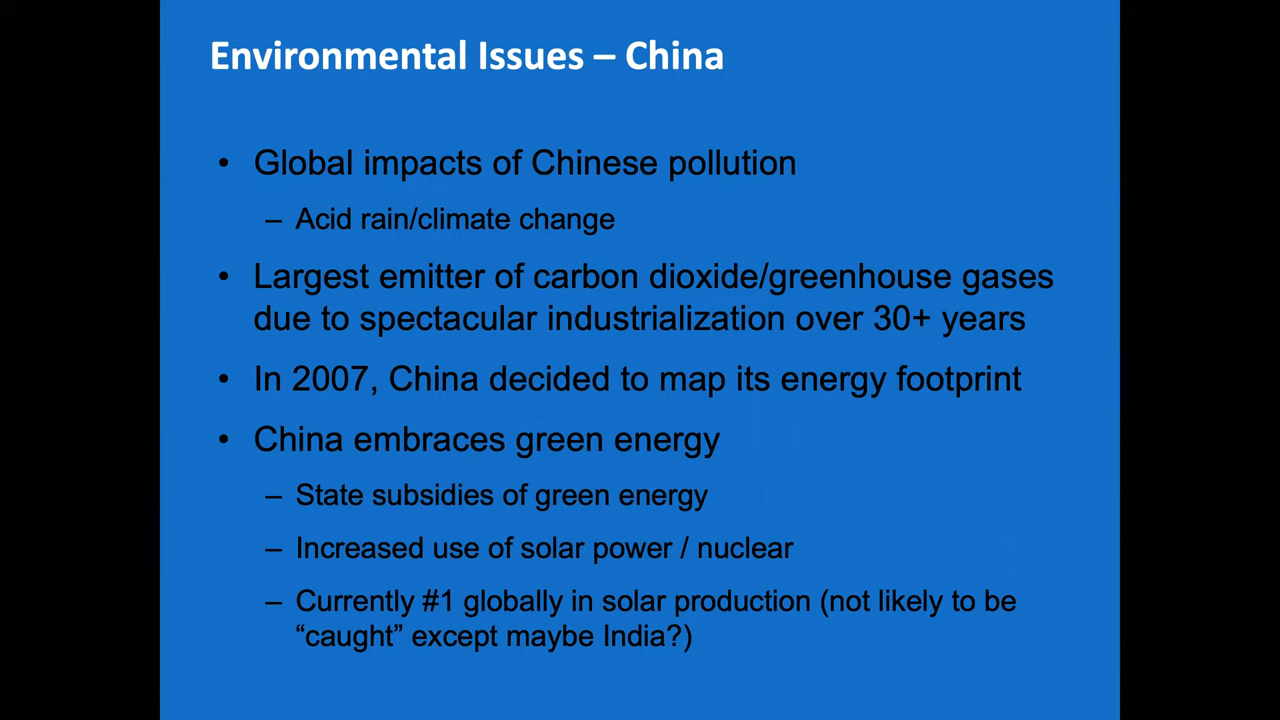 Environmental Issues – China
• Global impacts of Chinese pollution
– Acid rain/climate change
• Largest emitter of carbon dioxide/greenhouse gases
due to spectacular industrialization over 30+ years
• In 2007, China decided to map its energy footprint
• China embraces green energy
– State subsidies of green energy
– Increased use of solar power / nuclear
– Currently #1 globally in solar production (not likely to be
“caught” except maybe India?)